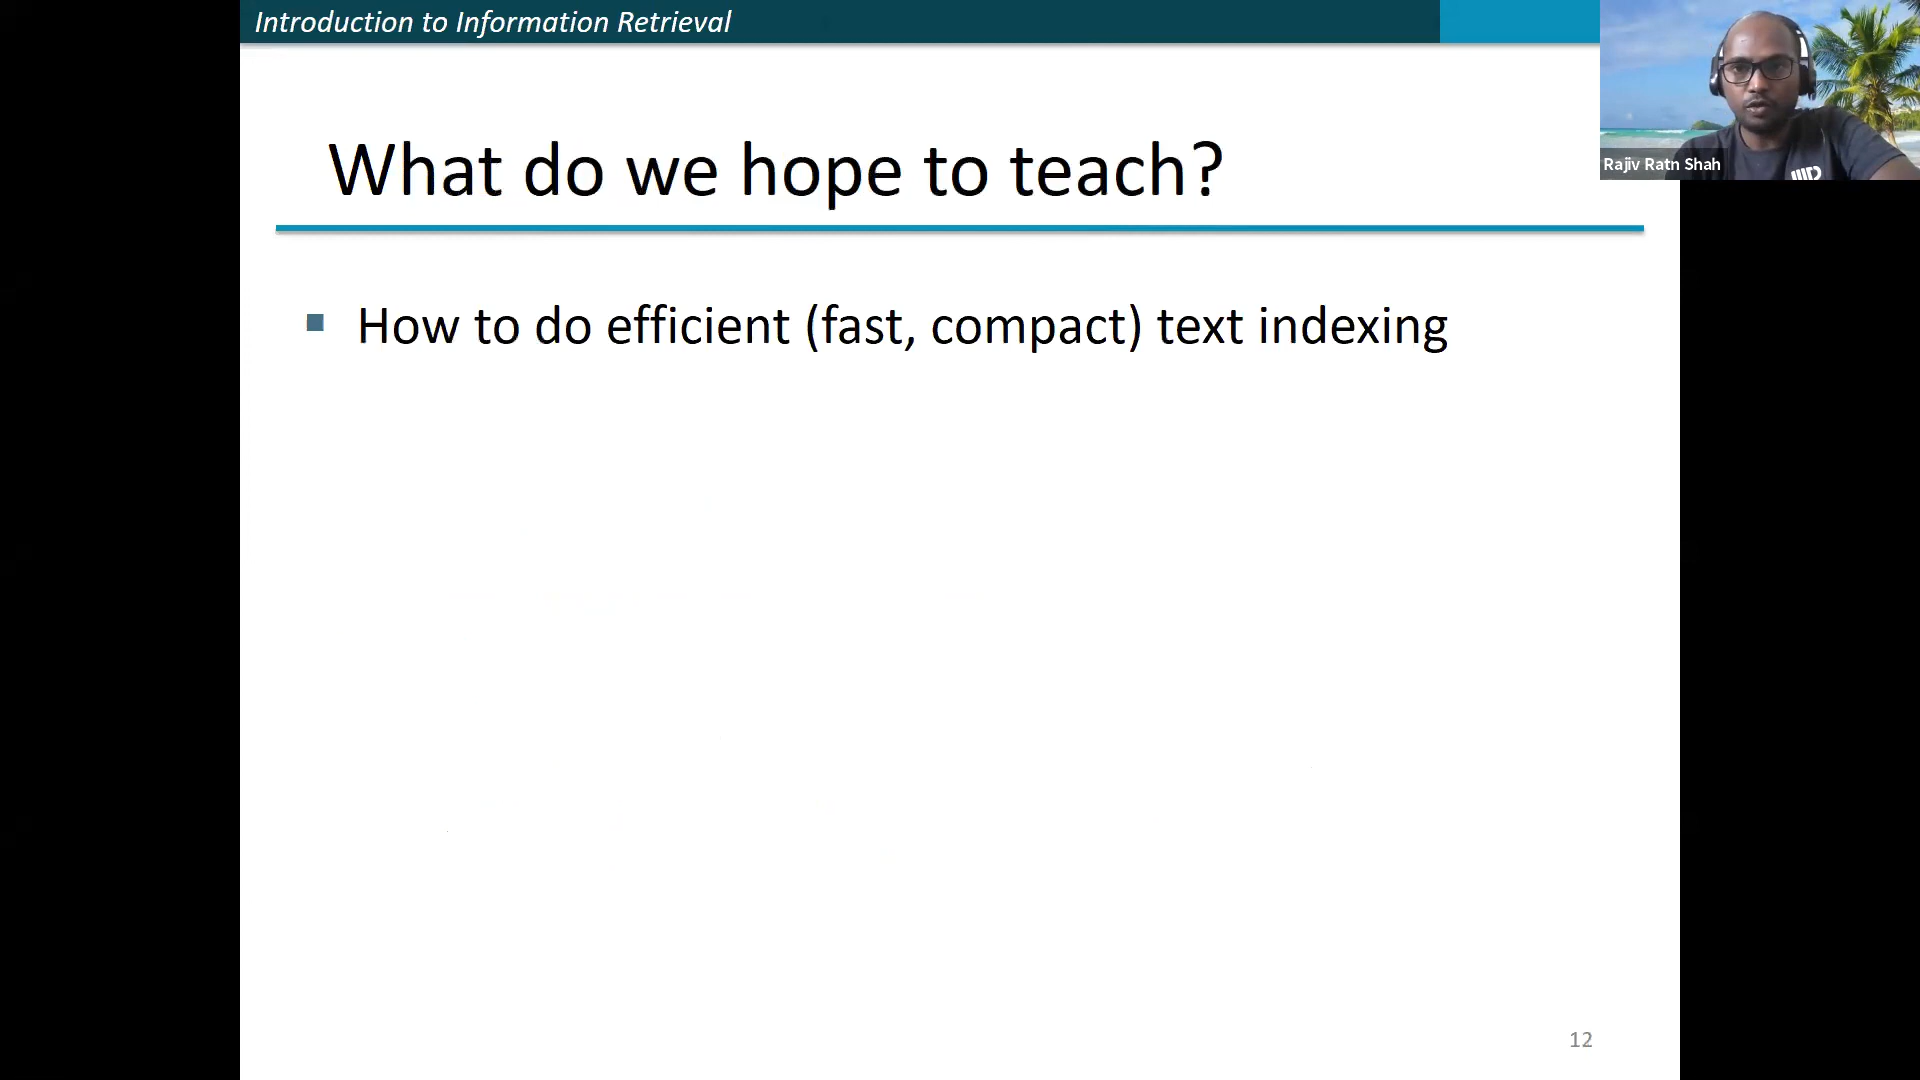 Introduction to Information Retrieval
Rajiv Ratn Shah
What do we hope to teach?
▪ How to do efficient (fast, compact) text indexing
12